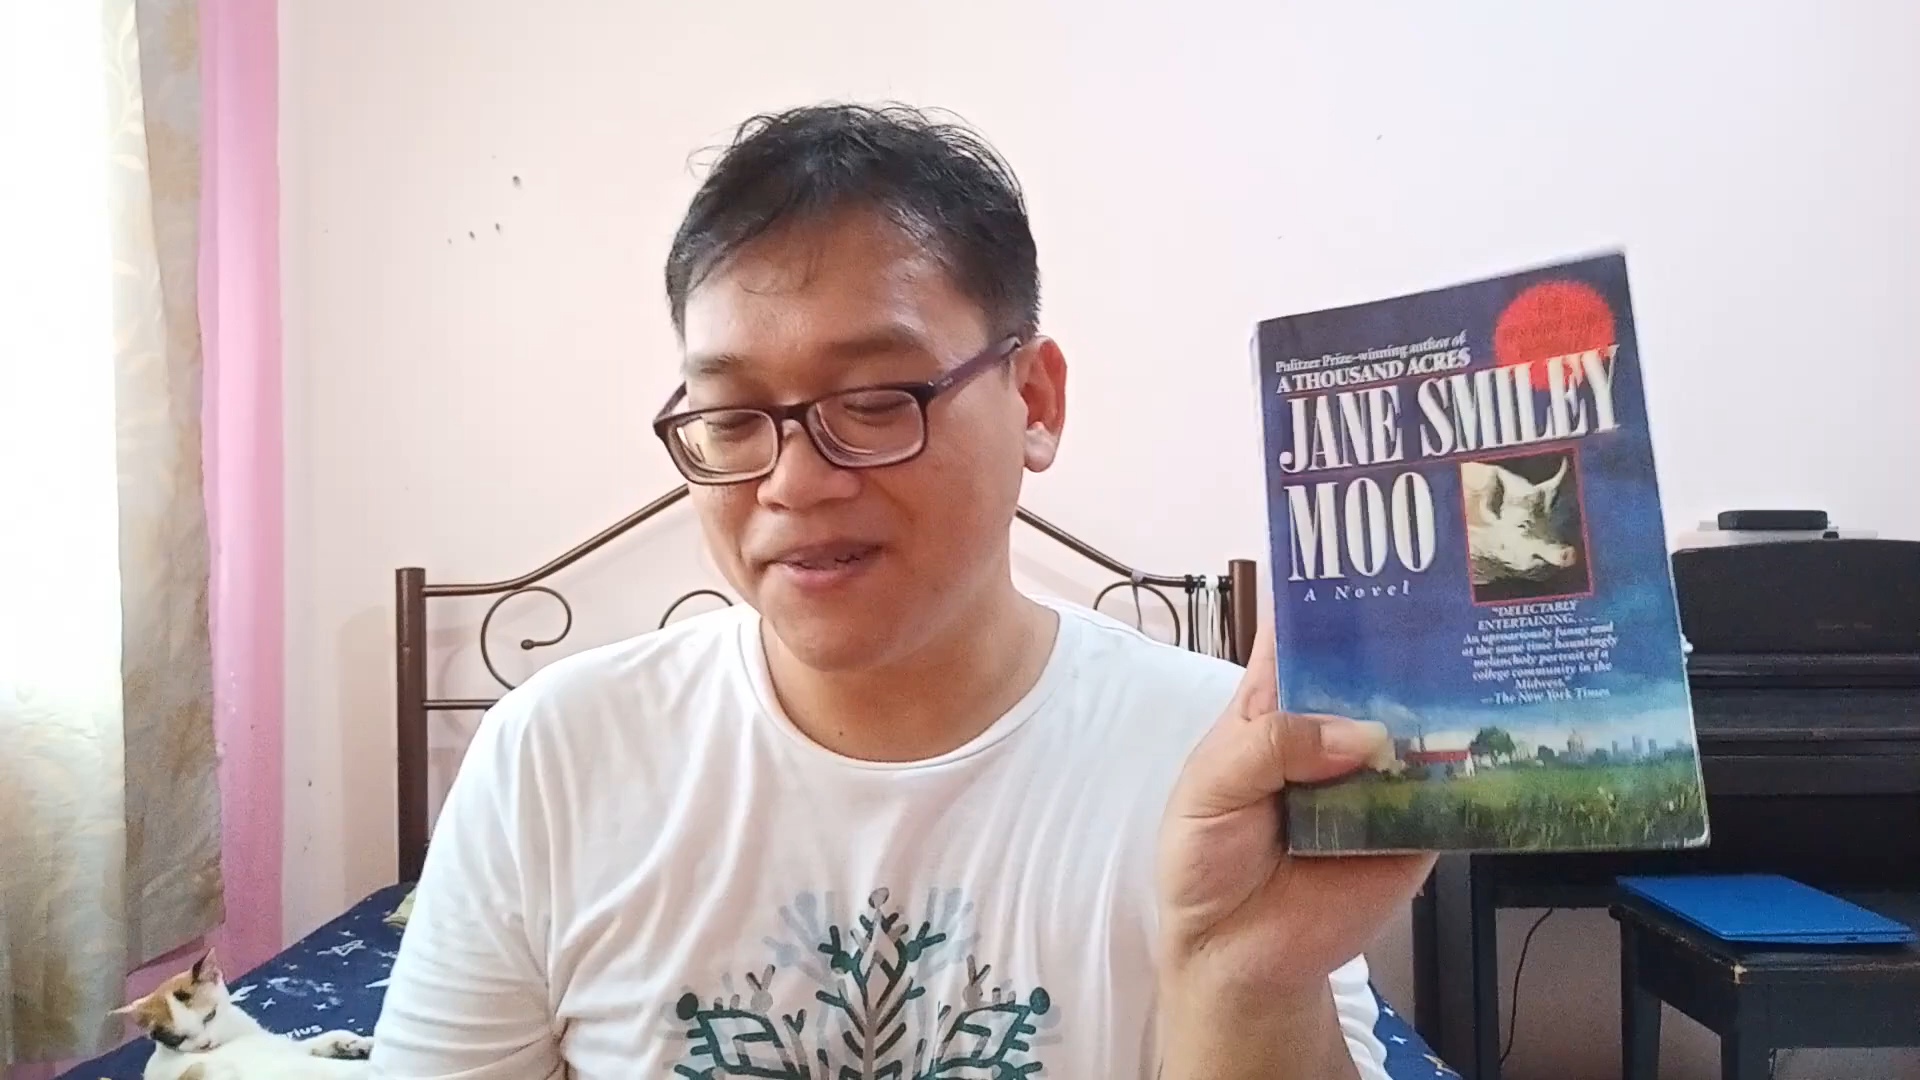 Pulitzer Prize-winning author of
A THOUSAND ACRES
JANE SMILEY
MOO
A Novel
"DELECTABLY
ENTERTAINING. . . .
An uproariously funny and
at the same time hauntingly
melancholy portrait of a
college community in the
Midwest."
—The New York Times
rius